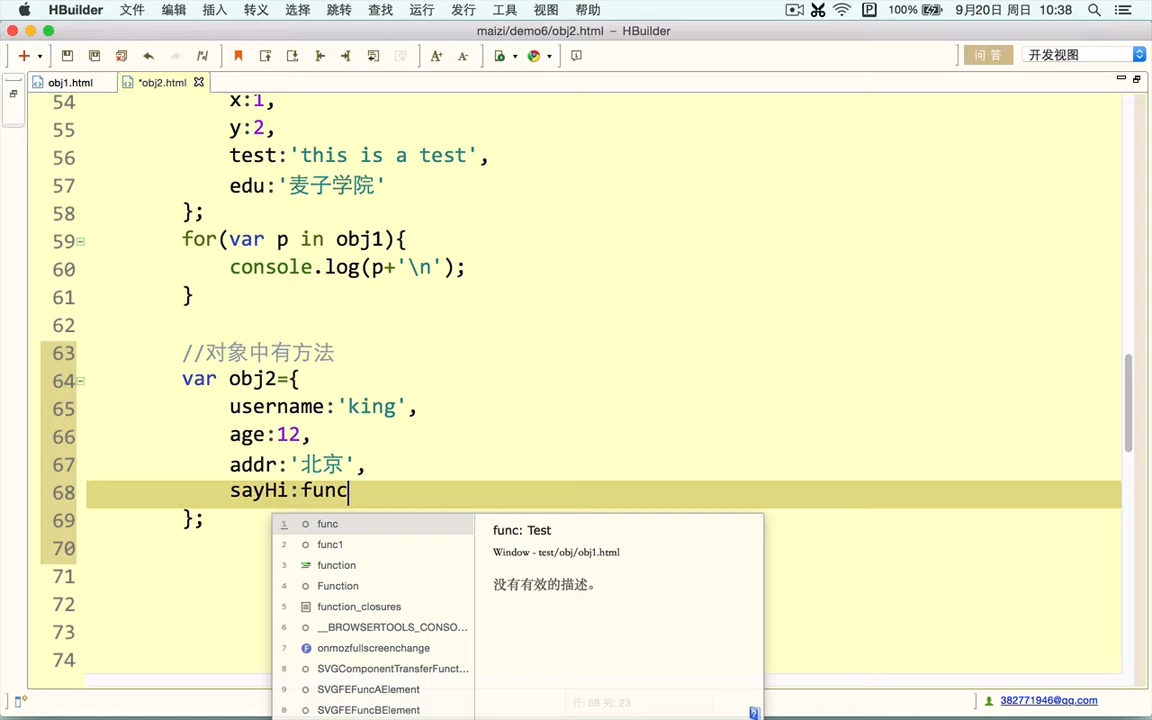 HBuilder 文件 编辑 插入 转义 选择 跳转 查找 运行 发行 工具 视图 帮助 100% 9月20日 周日 10:38
maizi/demo6/obj2.html – HBuilder
问 答 开发视图
obj1.html *obj2.html
54 x:1,
55 y:2,
56 test:'this is a test',
57 edu:'麦子学院'
58 };
59 for(var p in obj1){
60 console.log(p+'\n');
61 }
62
63 //对象中有方法
64 var obj2={
65 username:'king',
66 age:12,
67 addr:'北京',
68 sayHi:func
69 };
70
71
72
73
74
1 func
2 func1
3 function
4 Function
5 function_closures
6 __BROWSERTOOLS_CONSO...
7 onmozfullscreenchange
8 SVGComponentTransferFunct...
9 SVGFEFuncAElement
0 SVGFEFuncBElement
func: Test
Window - test/obj/obj1.html
没有有效的描述。
行: 68 列: 23
382771946@qq.com